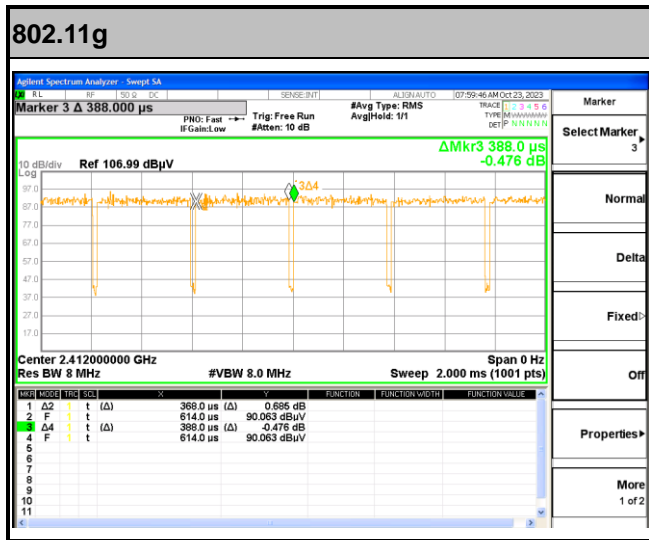 802.11g
Agilent Spectrum Analyzer - Swept SA
RL RF 50 Ω DC SENSE:INT ALIGN AUTO 07:59:46 AM Oct 23, 2023
Marker 3 Δ 388.000 µs
PNO: Fast
IFGain:Low
Trig: Free Run
#Atten: 10 dB
#Avg Type: RMS
Avg|Hold: 1/1
TRACE 1 2 3 4 5 6
TYPE M
DET P N N N N N
ΔMkr3 388.0 µs
-0.476 dB
10 dB/div Ref 106.99 dBµV
Log
97.0
87.0
77.0
67.0
57.0
47.0
37.0
27.0
17.0
3Δ4
Center 2.412000000 GHz Span 0 Hz
Res BW 8 MHz #VBW 8.0 MHz Sweep 2.000 ms (1001 pts)
MKR MODE TRC SCL X Y FUNCTION FUNCTION WIDTH FUNCTION VALUE
1 Δ2 1 t (Δ) 368.0 µs (Δ) 0.685 dB
2 F 1 t 614.0 µs 90.063 dBµV
3 Δ4 1 t (Δ) 388.0 µs (Δ) -0.476 dB
4 F 1 t 614.0 µs 90.063 dBµV
5
6
7
8
9
10
11
Marker
Select Marker
3
Normal
Delta
Fixed
Off
Properties
More
1 of 2